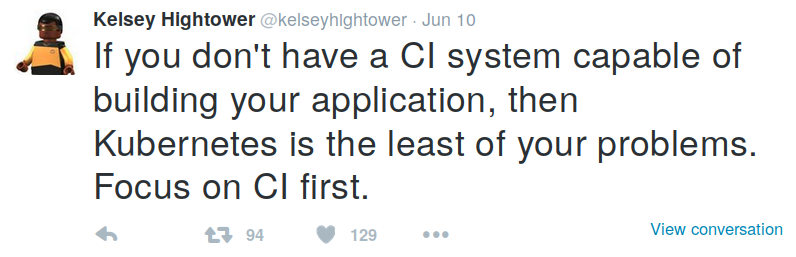 Kelsey Hightower @kelseyhightower · Jun 10
If you don't have a CI system capable of
building your application, then
Kubernetes is the least of your problems.
Focus on CI first.
94 129 View conversation